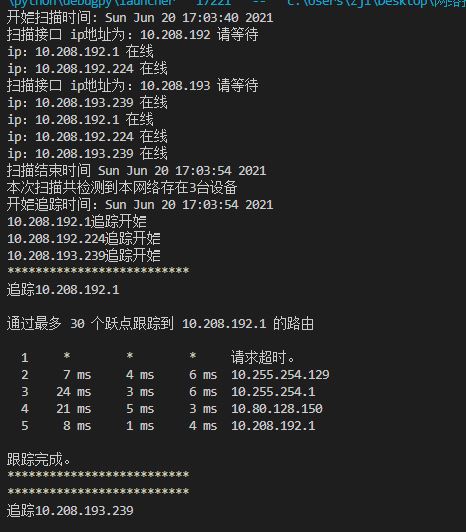 \python\debugpy\launcher  17221  --  c:\Users\zji\Desktop\网络
开始扫描时间: Sun Jun 20 17:03:40 2021
扫描接口 ip地址为: 10.208.192 请等待
ip: 10.208.192.1 在线
ip: 10.208.192.224 在线
扫描接口 ip地址为: 10.208.193 请等待
ip: 10.208.193.239 在线
ip: 10.208.192.1 在线
ip: 10.208.192.224 在线
ip: 10.208.193.239 在线
扫描结束时间 Sun Jun 20 17:03:54 2021
本次扫描共检测到本网络存在3台设备
开始追踪时间: Sun Jun 20 17:03:54 2021
10.208.192.1追踪开始
10.208.192.224追踪开始
10.208.193.239追踪开始
**************************
追踪10.208.192.1
通过最多 30 个跃点跟踪到 10.208.192.1 的路由
1 * * * 请求超时。
2 7 ms 4 ms 6 ms 10.255.254.129
3 24 ms 3 ms 6 ms 10.255.254.1
4 21 ms 5 ms 3 ms 10.80.128.150
5 8 ms 1 ms 4 ms 10.208.192.1
跟踪完成。
**************************
**************************
追踪10.208.193.239